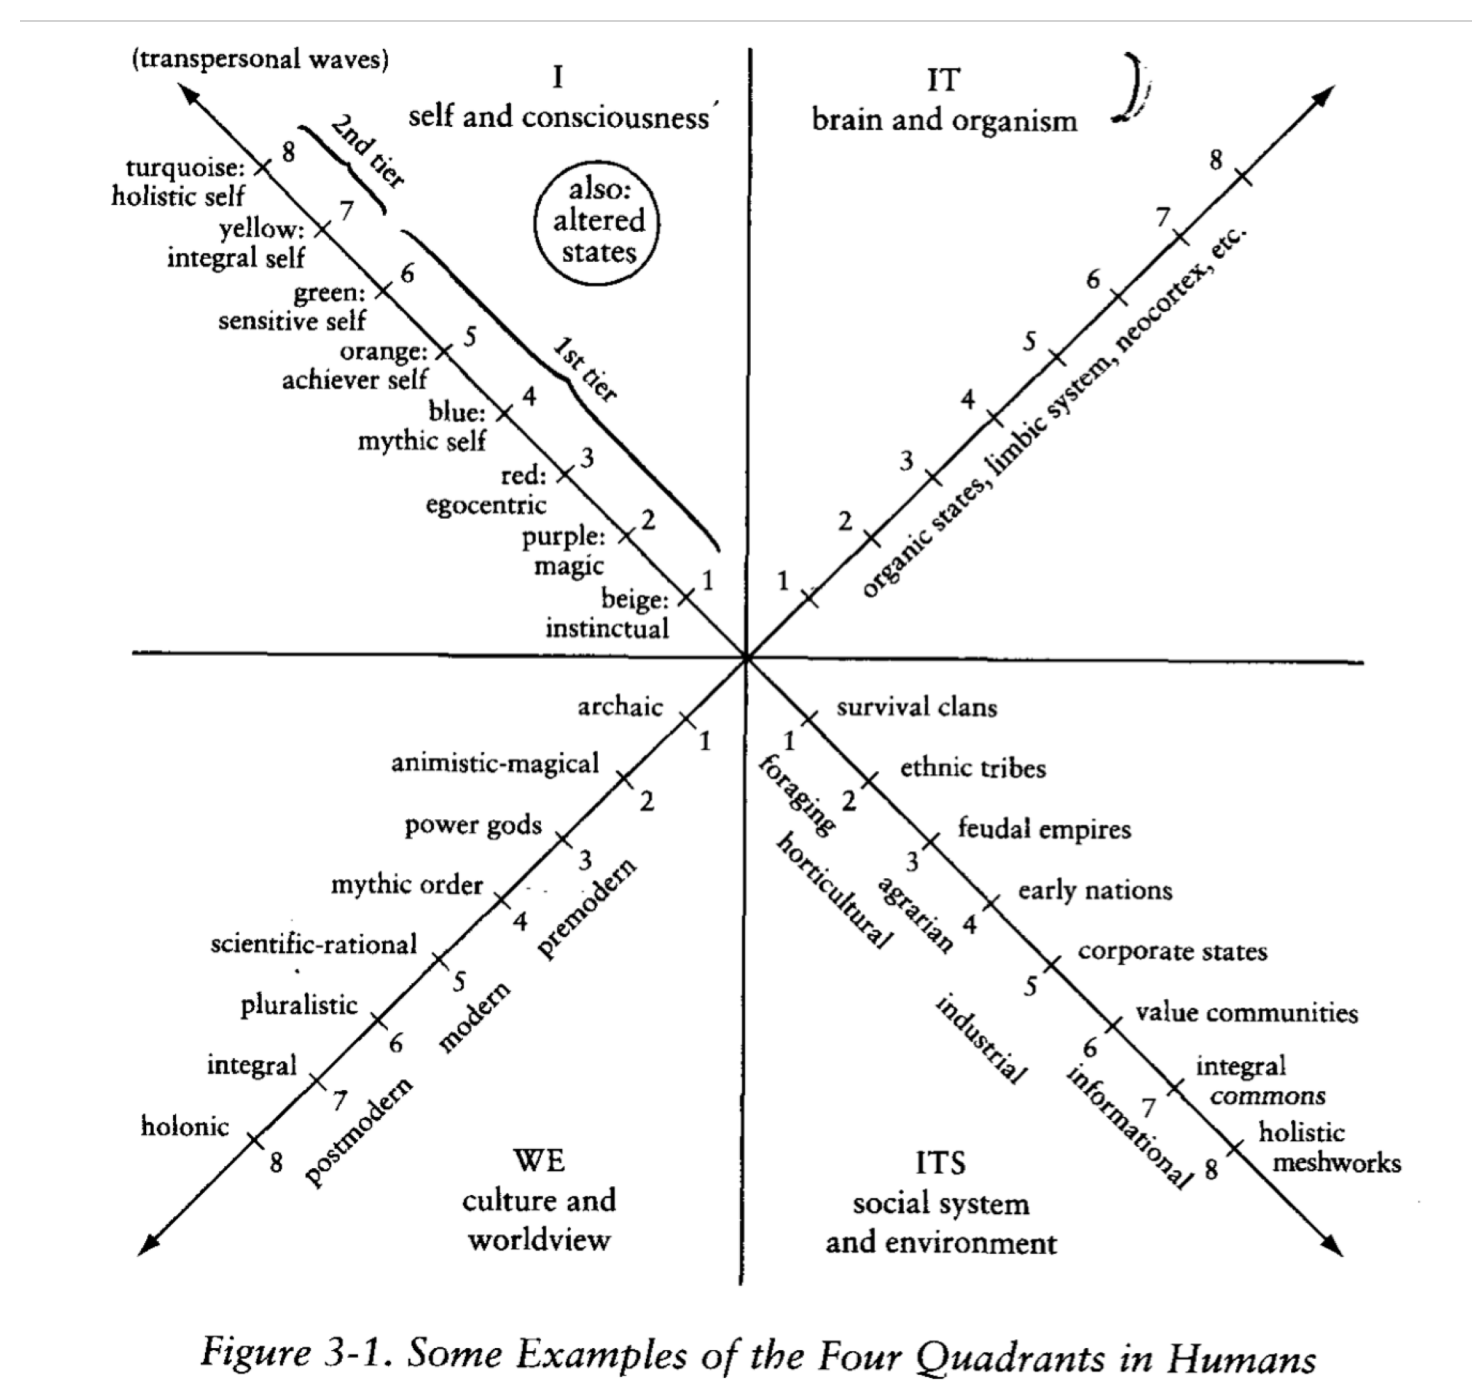 (transpersonal waves)
I
self and consciousness
also:
altered
states
2nd tier
1st tier
8
turquoise:
holistic self
7
yellow:
integral self
6
green:
sensitive self
5
orange:
achiever self
4
blue:
mythic self
3
red:
egocentric
2
purple:
magic
1
beige:
instinctual
IT
brain and organism
8
7
6
5
4
3
2
1
organic states, limbic system, neocortex, etc.
archaic
1
animistic-magical
2
power gods
3
mythic order
4
scientific-rational
5
pluralistic
6
integral
7
holonic
8
premodern
modern
postmodern
WE
culture and
worldview
survival clans
1
ethnic tribes
2
feudal empires
3
early nations
4
corporate states
5
value communities
6
integral
commons
7
holistic
meshworks
8
foraging
horticultural
agrarian
industrial
informational
ITS
social system
and environment
Figure 3-1. Some Examples of the Four Quadrants in Humans